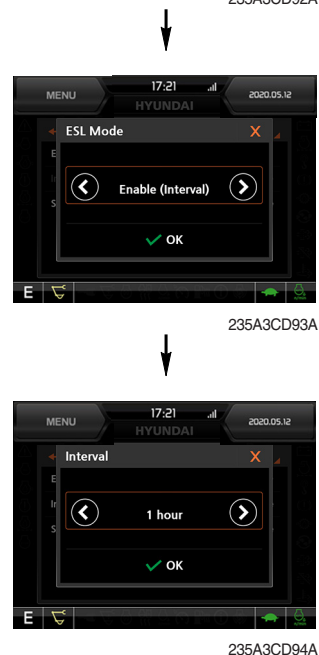 235A3CD92A
MENU
17:21
2020.05.12
HYUNDAI
ESL Mode
X
E
S
Enable (Interval)
OK
E
235A3CD93A
MENU
17:21
2020.05.12
HYUNDAI
Interval
X
E
S
1 hour
OK
E
235A3CD94A